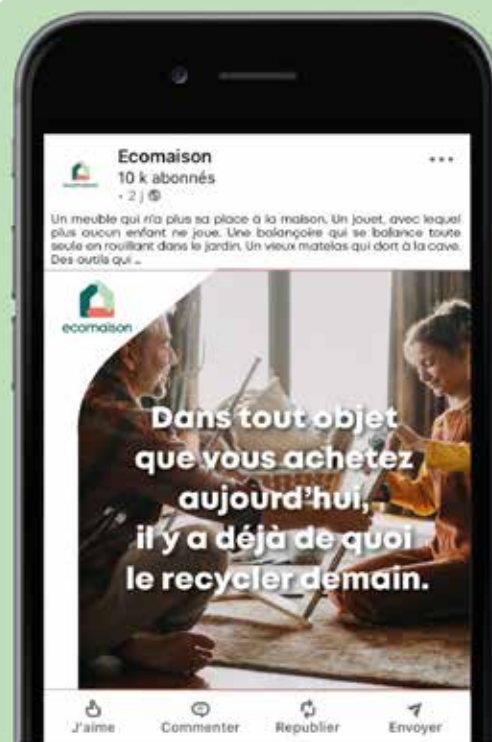 Ecomaison
10 k abonnés
• 2 j
Un meuble qui n'a plus sa place à la maison. Un jouet, avec lequel
plus aucun enfant ne joue. Une balançoire qui se balance toute
seule en rouillant dans le jardin. Un vieux matelas qui dort à la cave.
Des outils qui ...
ecomaison
Dans tout objet
que vous achetez
aujourd'hui,
il y a déjà de quoi
le recycler demain.
J'aime Commenter Republier Envoyer